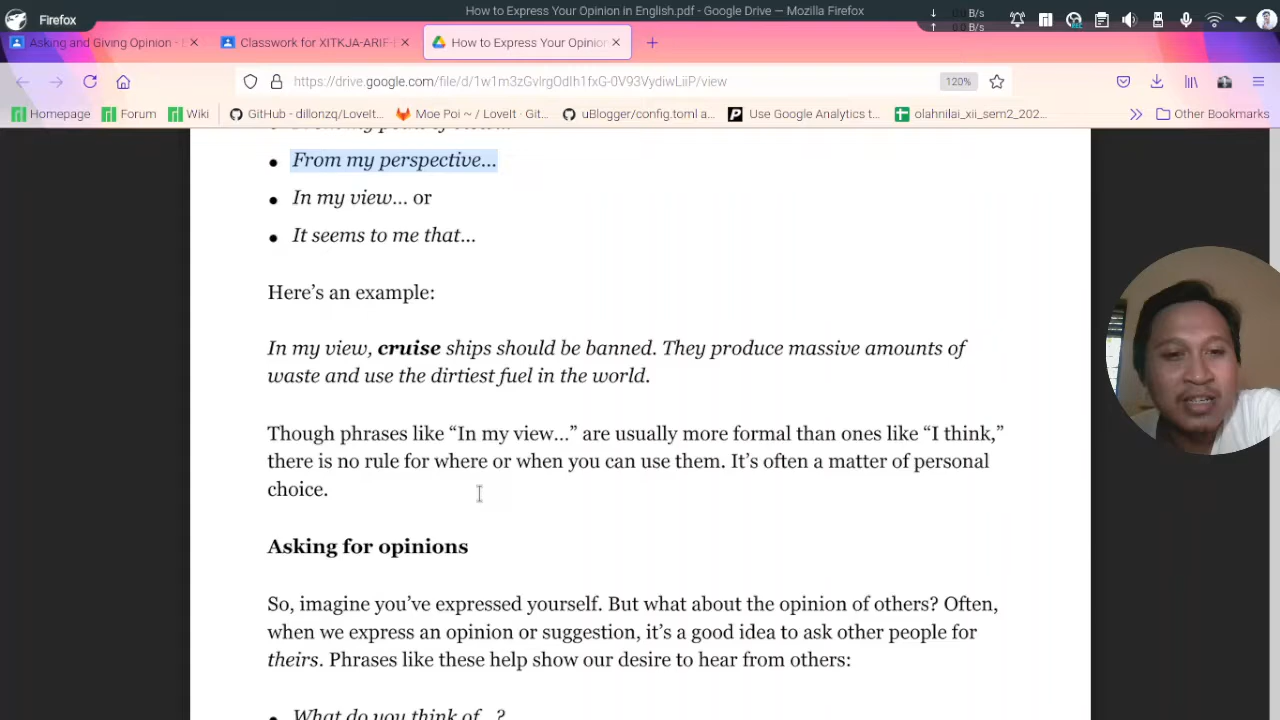 How to Express Your Opinion in English.pdf - Google Drive — Mozilla Firefox
Firefox
Asking and Giving Opinion -
Classwork for XITKJA-ARIF-
How to Express Your Opinion
https://drive.google.com/file/d/1w1m3zGvIrgOdIh1fxG-0V93VydiwLiiP/view
120%
Homepage
Forum
Wiki
GitHub - dillonzq/LoveIt...
Moe Poi ~ / LoveIt · Git...
uBlogger/config.toml a...
Use Google Analytics t...
olahnilai_xii_sem2_202...
Other Bookmarks
● From my perspective…
● In my view… or
● It seems to me that…
Here’s an example:
In my view, cruise ships should be banned. They produce massive amounts of
waste and use the dirtiest fuel in the world.
Though phrases like “In my view…” are usually more formal than ones like “I think,”
there is no rule for where or when you can use them. It’s often a matter of personal
choice.
Asking for opinions
So, imagine you’ve expressed yourself. But what about the opinion of others? Often,
when we express an opinion or suggestion, it’s a good idea to ask other people for
theirs. Phrases like these help show our desire to hear from others:
● What do you think of…?